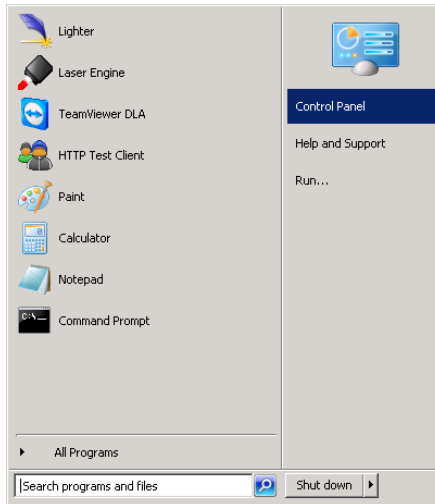 Lighter
Laser Engine
TeamViewer DLA
HTTP Test Client
Paint
Calculator
Notepad
C:\
Command Prompt
All Programs
Search programs and files
Control Panel
Help and Support
Run...
Shut down